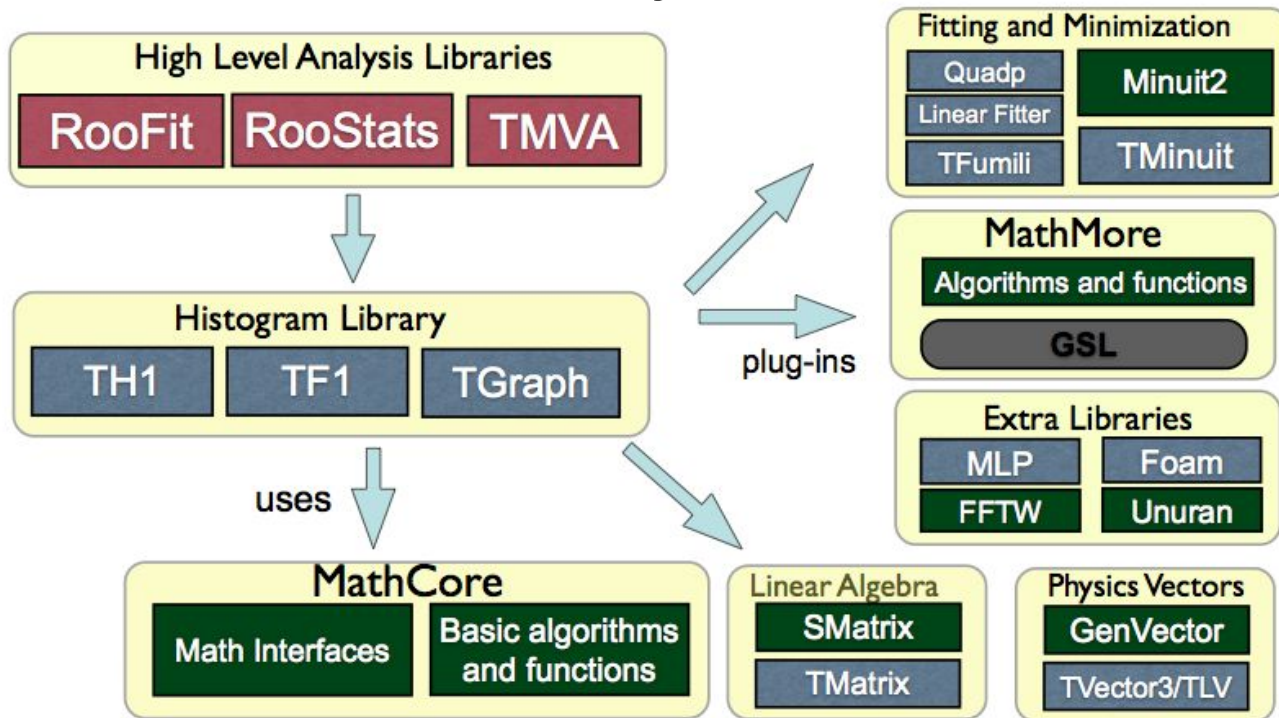 High Level Analysis Libraries
RooFit
RooStats
TMVA
Fitting and Minimization
Quadp
Minuit2
Linear Fitter
TFumili
TMinuit
MathMore
Algorithms and functions
GSL
plug-ins
Histogram Library
TH1
TF1
TGraph
Extra Libraries
MLP
Foam
FFTW
Unuran
uses
MathCore
Math Interfaces
Basic algorithms
and functions
Linear Algebra
SMatrix
TMatrix
Physics Vectors
GenVector
TVector3/TLV